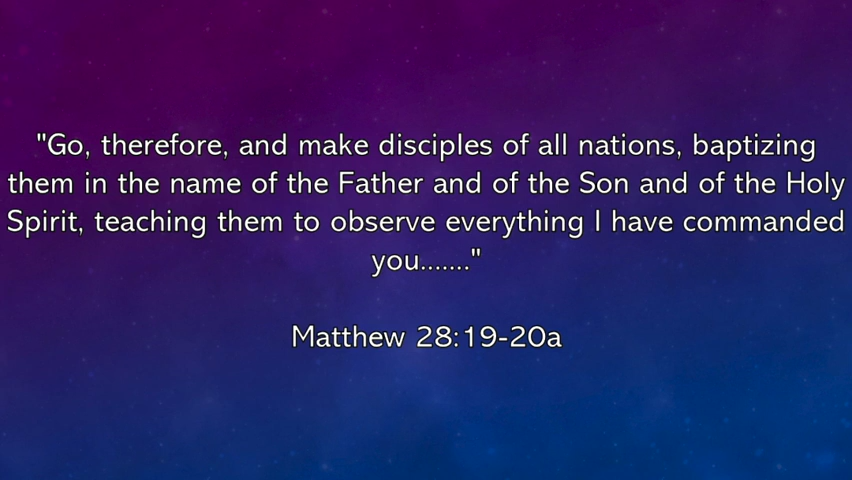 "Go, therefore, and make disciples of all nations, baptizing
them in the name of the Father and of the Son and of the Holy
Spirit, teaching them to observe everything I have commanded
you......."
Matthew 28:19-20a